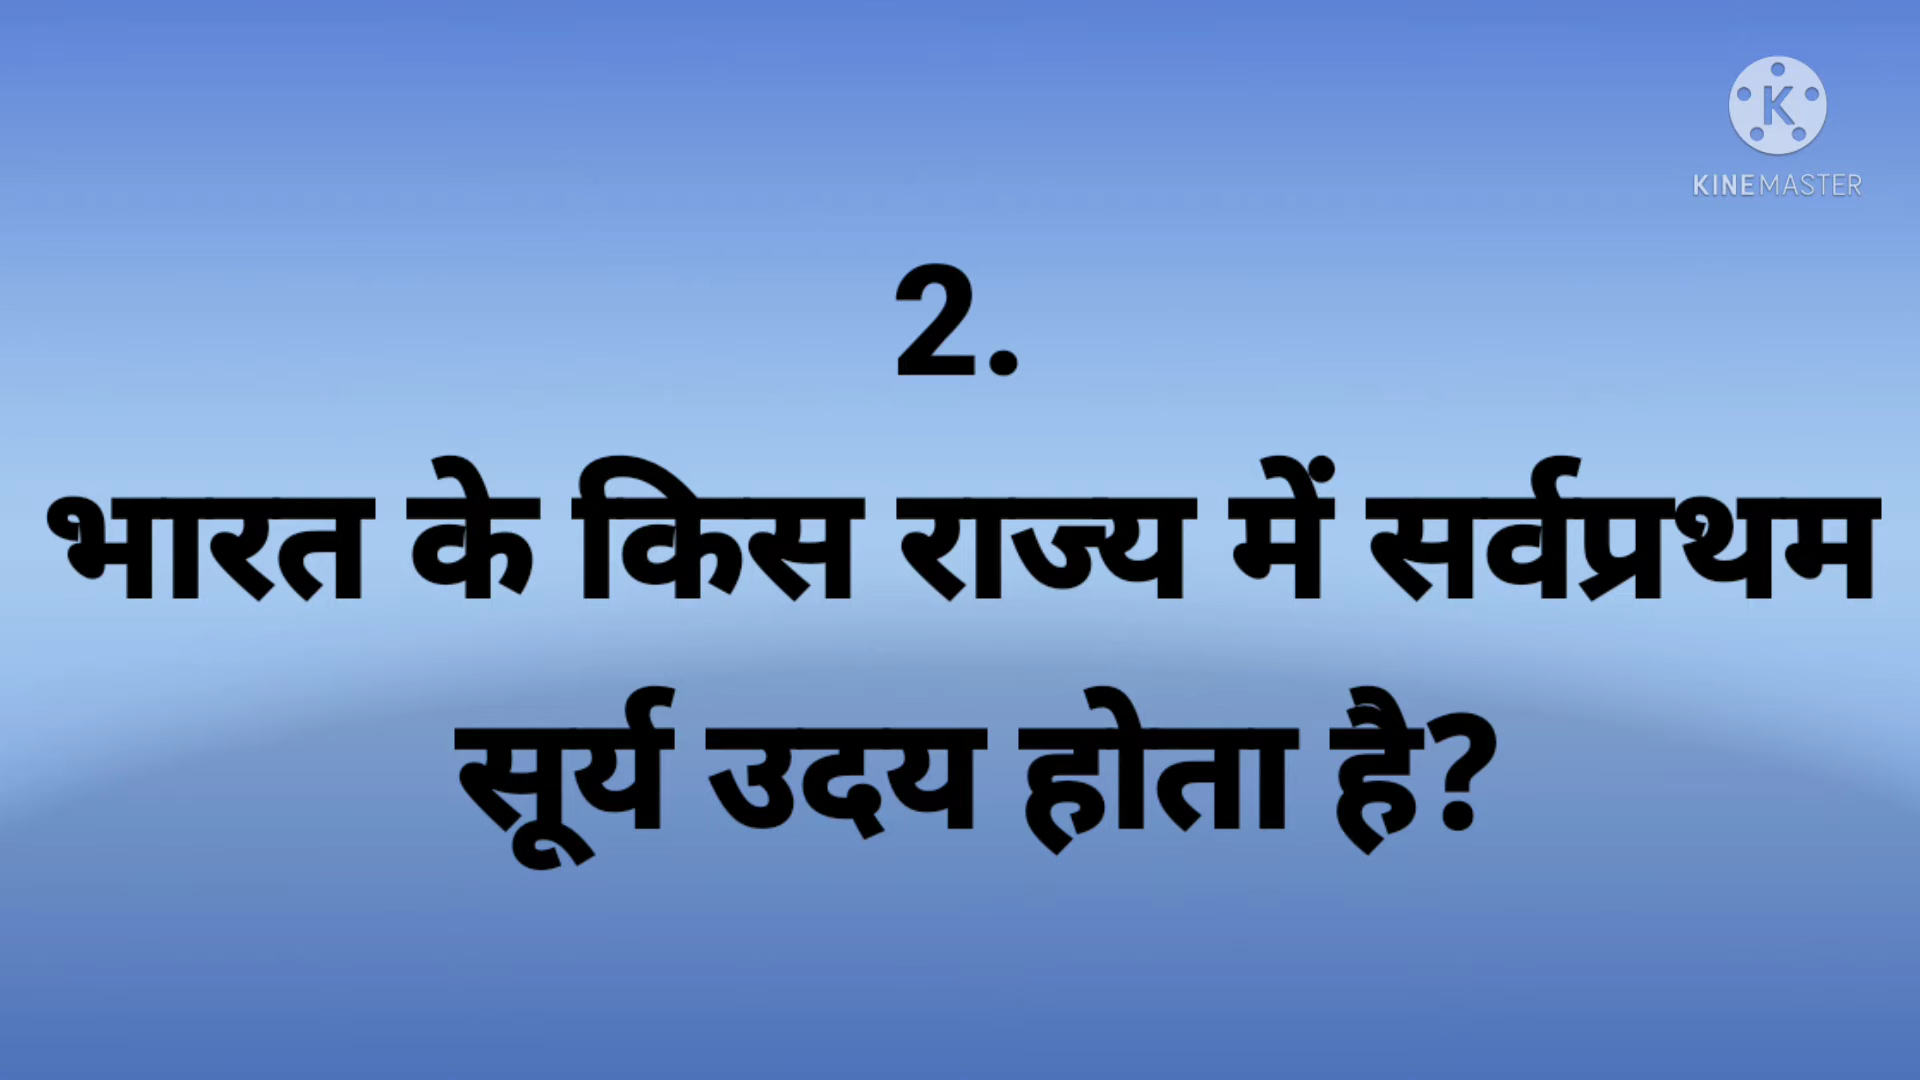 KINEMASTER
2.
भारत के किस राज्य में सर्वप्रथम
सूर्य उदय होता है?